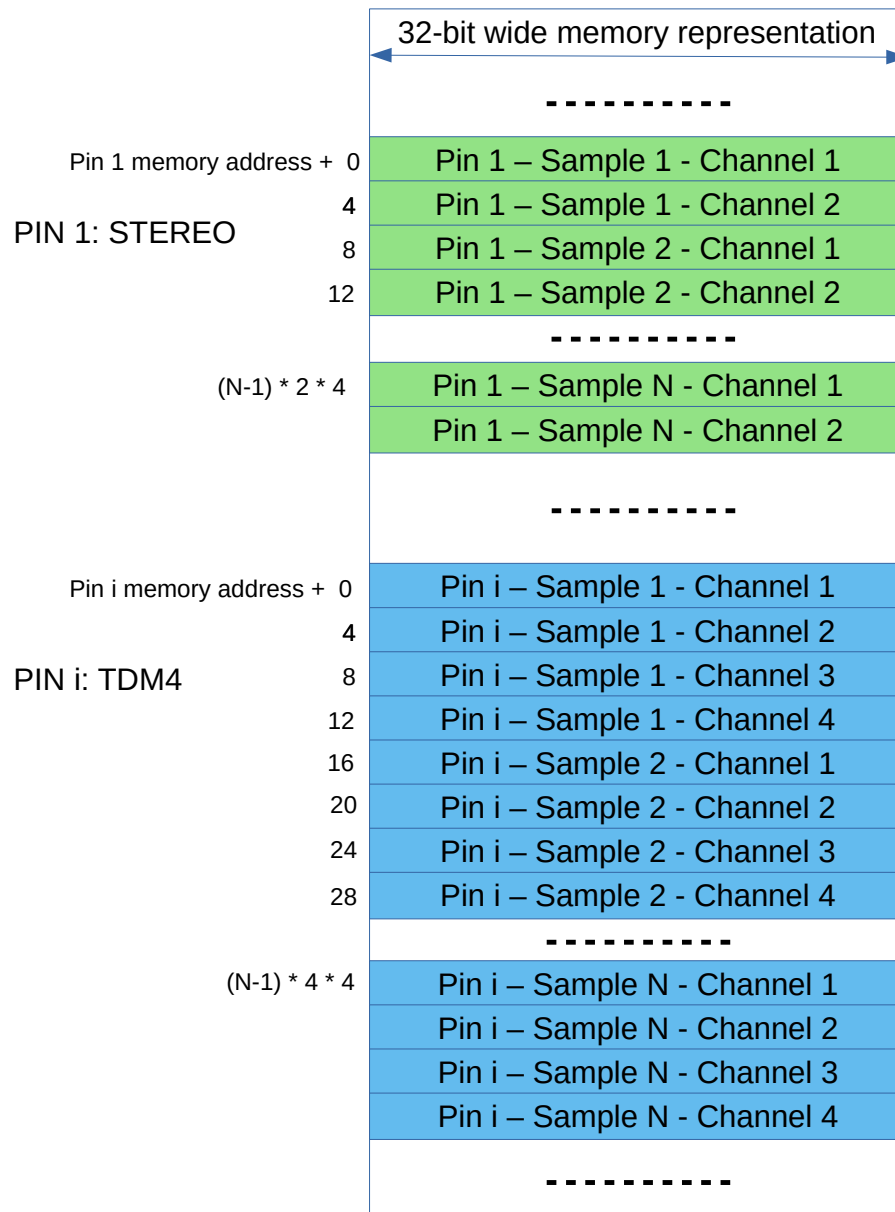 32-bit wide memory representation
----------
Pin 1 memory address + 0
Pin 1 – Sample 1 - Channel 1
4
Pin 1 – Sample 1 - Channel 2
PIN 1: STEREO
8
Pin 1 – Sample 2 - Channel 1
12
Pin 1 – Sample 2 - Channel 2
----------
(N-1) * 2 * 4
Pin 1 – Sample N - Channel 1
Pin 1 – Sample N - Channel 2
----------
Pin i memory address + 0
Pin i – Sample 1 - Channel 1
4
Pin i – Sample 1 - Channel 2
PIN i: TDM4
8
Pin i – Sample 1 - Channel 3
12
Pin i – Sample 1 - Channel 4
16
Pin i – Sample 2 - Channel 1
20
Pin i – Sample 2 - Channel 2
24
Pin i – Sample 2 - Channel 3
28
Pin i – Sample 2 - Channel 4
----------
(N-1) * 4 * 4
Pin i – Sample N - Channel 1
Pin i – Sample N - Channel 2
Pin i – Sample N - Channel 3
Pin i – Sample N - Channel 4
----------